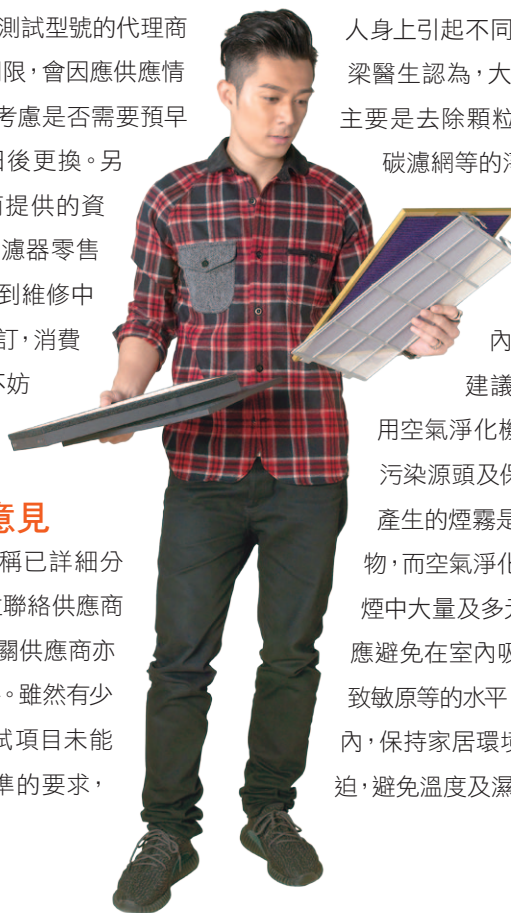 測試型號的代理商
限，會因應供應情
考慮是否需要預早
日後更換。另
商提供的資
濾器零售
到維修中
訂，消費
不妨
意見
稱已詳細分
聯絡供應商
關供應商亦
。雖然有少
試項目未能
準的要求，
人身上引起不同
梁醫生認為，大
主要是去除顆粒
碳濾網等的
內
建議
用空氣淨化機
污染源頭及保
產生的煙霧是
物，而空氣淨化
煙中大量及多元
應避免在室內吸
致敏原等的水平
內，保持家居環境
迫，避免溫度及濕